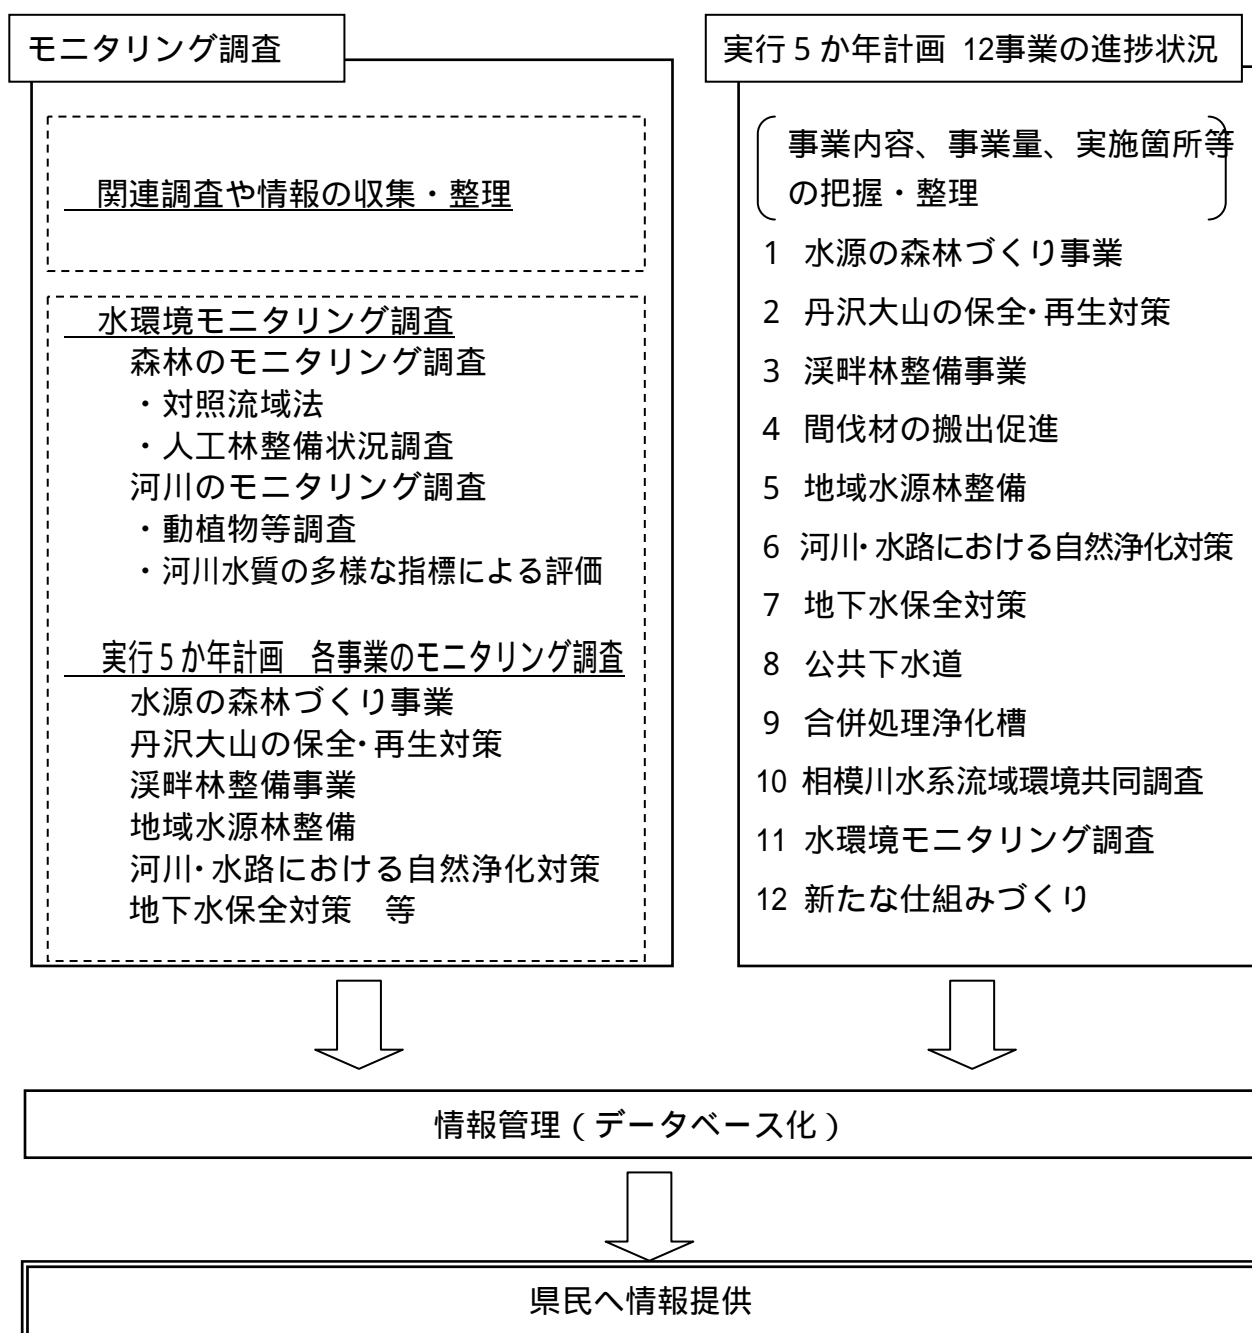 モニタリング調査
関連調査や情報の収集・整理
水環境モニタリング調査
森林のモニタリング調査
・対照流域法
・人工林整備状況調査
河川のモニタリング調査
・動植物等調査
・河川水質の多様な指標による評価
実行5か年計画　各事業のモニタリング調査
水源の森林づくり事業
丹沢大山の保全・再生対策
渓畔林整備事業
地域水源林整備
河川・水路における自然浄化対策
地下水保全対策　等
実行5か年計画 12事業の進捗状況
事業内容、事業量、実施箇所等
の把握・整理
1 水源の森林づくり事業
2 丹沢大山の保全・再生対策
3 渓畔林整備事業
4 間伐材の搬出促進
5 地域水源林整備
6 河川・水路における自然浄化対策
7 地下水保全対策
8 公共下水道
9 合併処理浄化槽
10 相模川水系流域環境共同調査
11 水環境モニタリング調査
12 新たな仕組みづくり
情報管理（データベース化）
県民へ情報提供